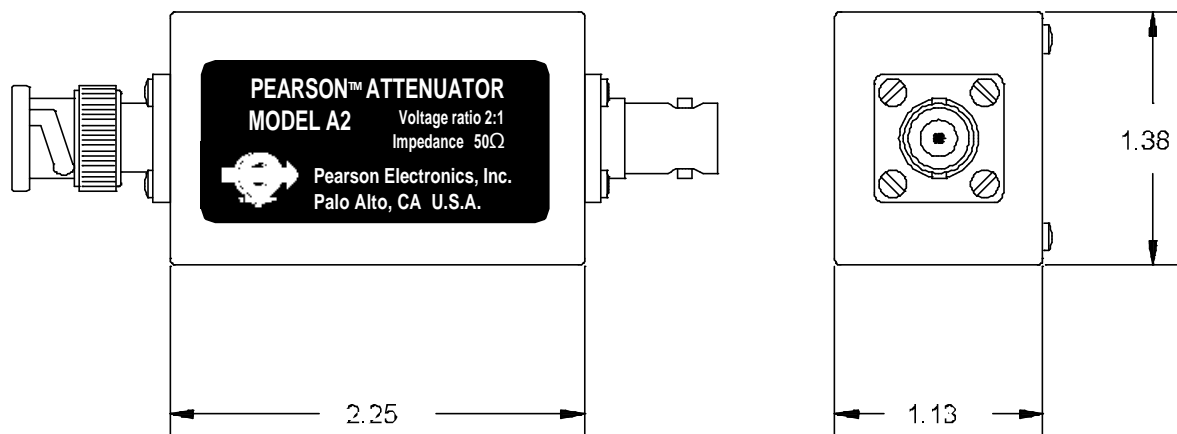 PEARSON™ ATTENUATOR
MODEL A2
Voltage ratio 2:1
Impedance 50Ω
Pearson Electronics, Inc.
Palo Alto, CA U.S.A.
1.38
2.25
1.13